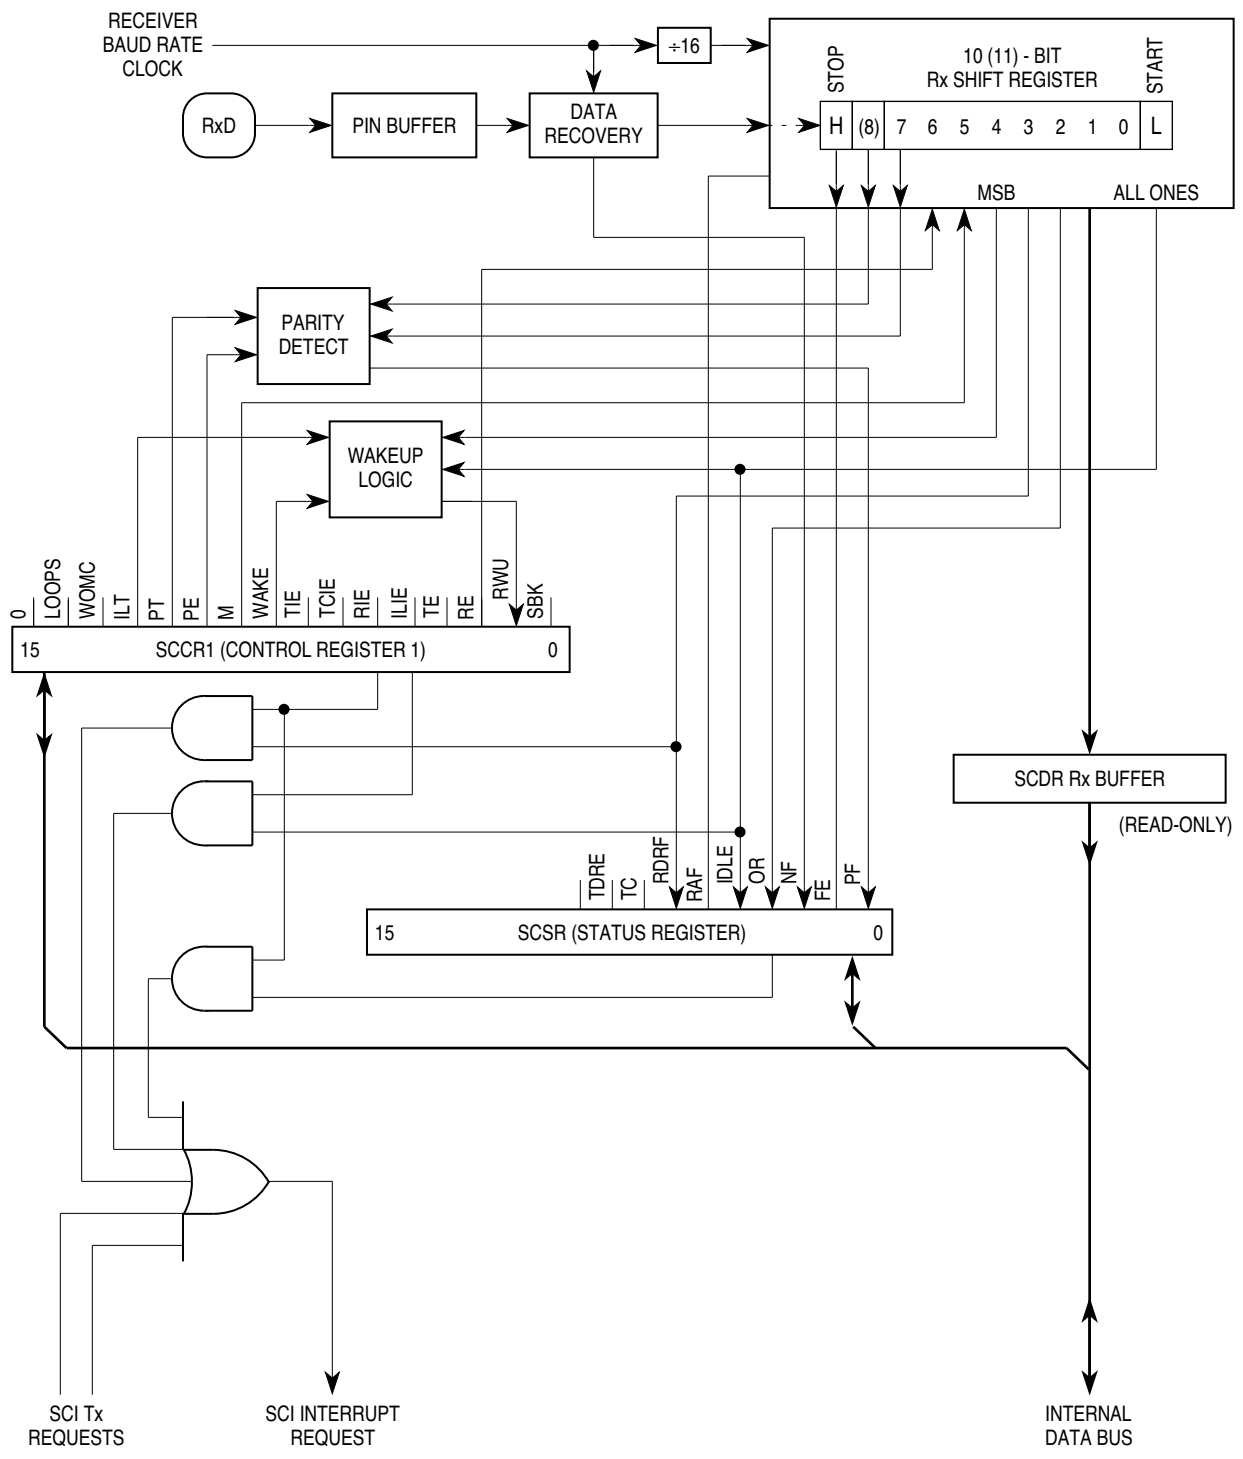 RECEIVER
BAUD RATE
CLOCK
÷16
10 (11) - BIT
Rx SHIFT REGISTER
STOP
START
RxD
PIN BUFFER
DATA
RECOVERY
H (8) 7 6 5 4 3 2 1 0 L
MSB
ALL ONES
PARITY
DETECT
WAKEUP
LOGIC
0
LOOPS
WOMC
ILT
PT
PE
M
WAKE
TIE
TCIE
RIE
ILIE
TE
RE
RWU
SBK
15 SCCR1 (CONTROL REGISTER 1) 0
SCDR Rx BUFFER
(READ-ONLY)
TDRE
TC
RDRF
RAF
IDLE
OR
NF
FE
PF
15 SCSR (STATUS REGISTER) 0
SCI Tx
REQUESTS
SCI INTERRUPT
REQUEST
INTERNAL
DATA BUS